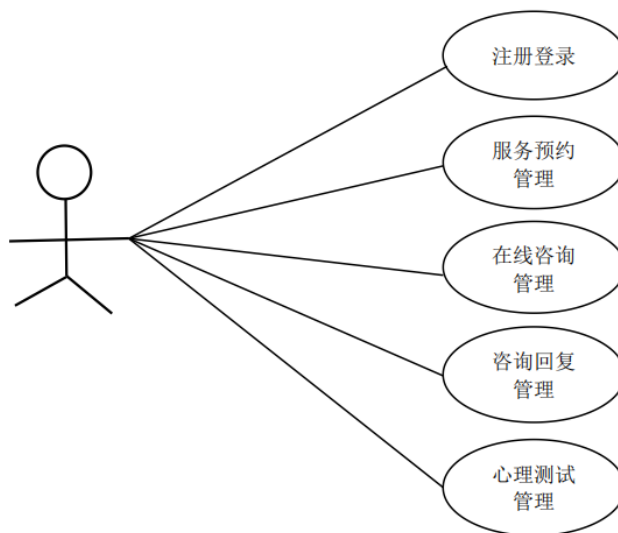 注册登录
服务预约
管理
在线咨询
管理
咨询回复
管理
心理测试
管理